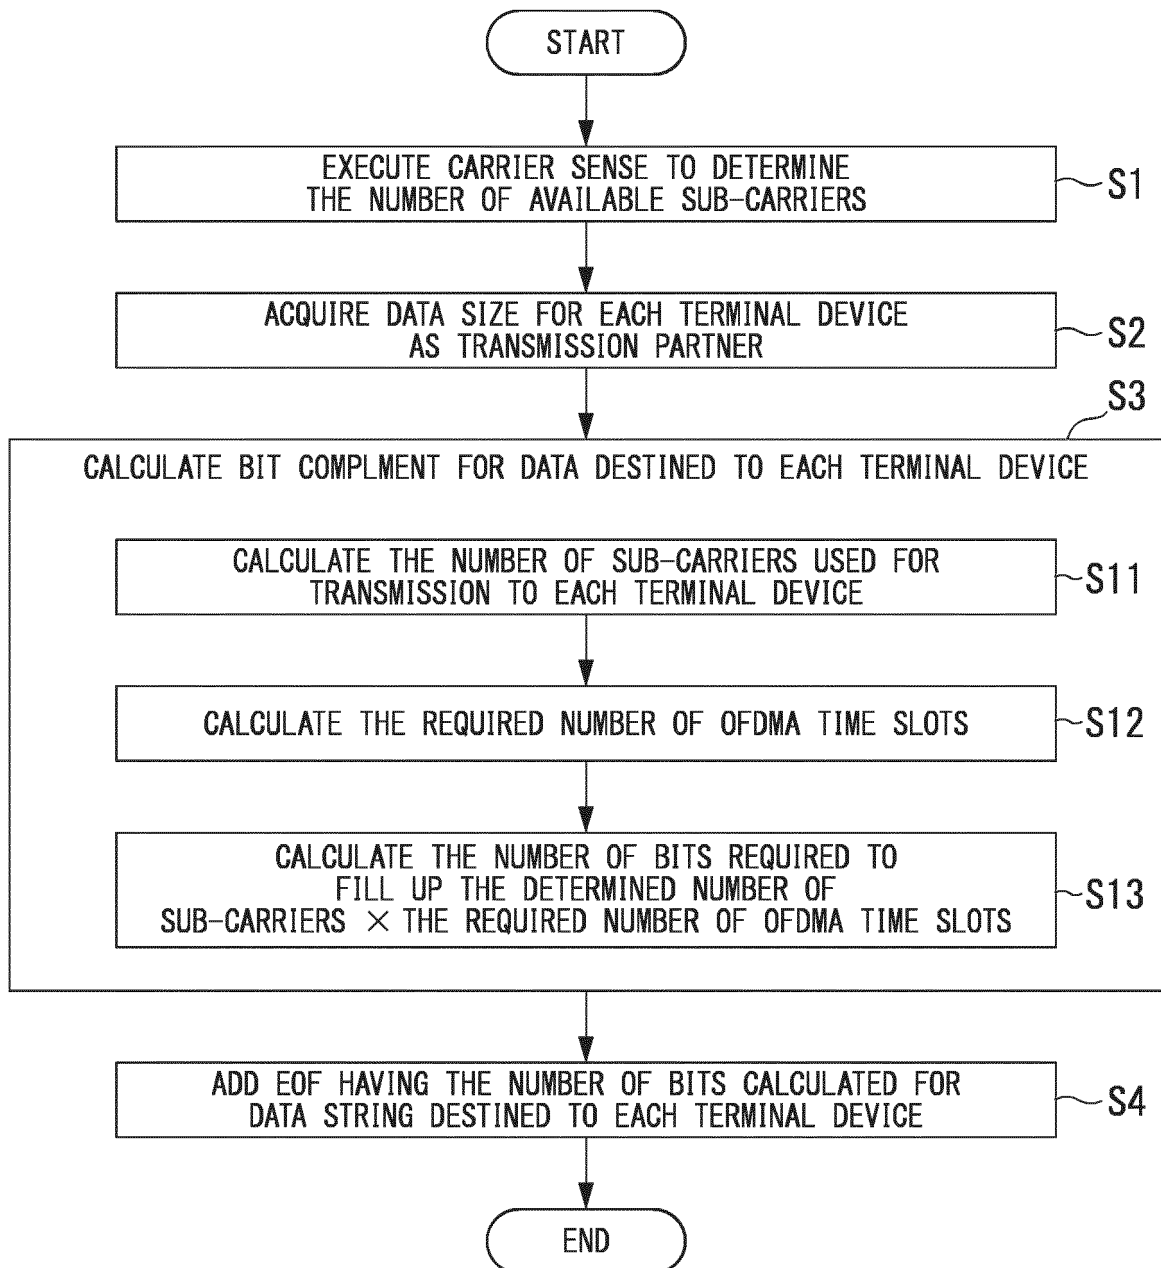 START
EXECUTE CARRIER SENSE TO DETERMINE
THE NUMBER OF AVAILABLE SUB-CARRIERS
S1
ACQUIRE DATA SIZE FOR EACH TERMINAL DEVICE
AS TRANSMISSION PARTNER
S2
S3
CALCULATE BIT COMPLMENT FOR DATA DESTINED TO EACH TERMINAL DEVICE
CALCULATE THE NUMBER OF SUB-CARRIERS USED FOR
TRANSMISSION TO EACH TERMINAL DEVICE
S11
CALCULATE THE REQUIRED NUMBER OF OFDMA TIME SLOTS
S12
CALCULATE THE NUMBER OF BITS REQUIRED TO
FILL UP THE DETERMINED NUMBER OF
SUB-CARRIERS × THE REQUIRED NUMBER OF OFDMA TIME SLOTS
S13
ADD EOF HAVING THE NUMBER OF BITS CALCULATED FOR
DATA STRING DESTINED TO EACH TERMINAL DEVICE
S4
END